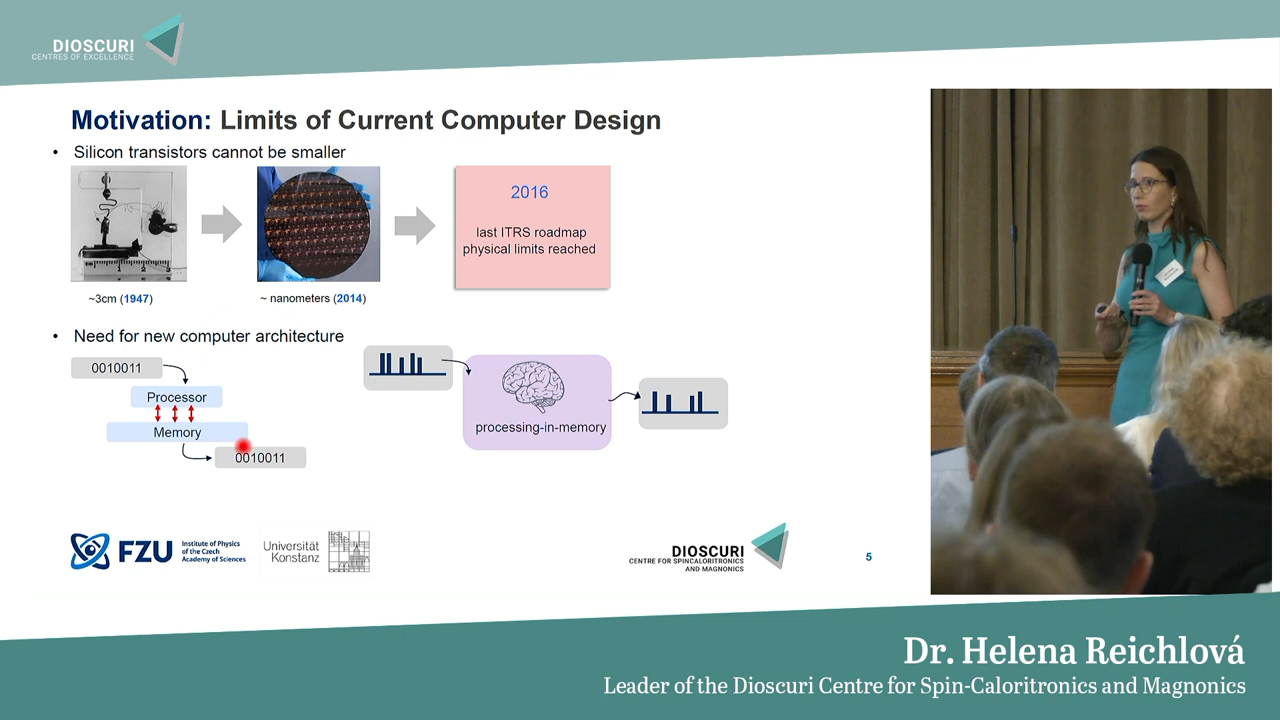 DIOSCURI
CENTRES OF EXCELLENCE
Motivation: Limits of Current Computer Design
• Silicon transistors cannot be smaller
2016
last ITRS roadmap
physical limits reached
~3cm (1947)
~ nanometers (2014)
• Need for new computer architecture
0010011
Processor
Memory
0010011
processing-in-memory
FZU
Institute of Physics
of the Czech
Academy of Sciences
Universität
Konstanz
DIOSCURI
CENTRE FOR SPINCALORITRONICS
AND MAGNONICS
5
Dr. Helena Reichlová
Leader of the Dioscuri Centre for Spin-Caloritronics and Magnonics